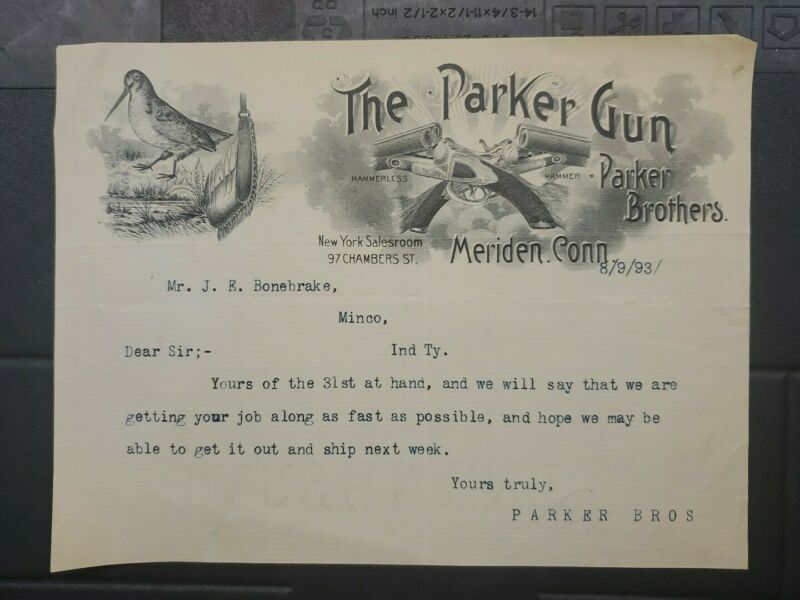 14-3/4x11-1/2x2-1/2 inch
The Parker Gun
HAMMERLESS
HAMMER
Parker
Brothers.
New York Salesroom
97 CHAMBERS ST.
Meriden. Conn
8/9/93/
Mr. J. E. Bonebrake,
Minco,
Dear Sir;- Ind Ty.
Yours of the 31st at hand, and we will say that we are
getting your job along as fast as possible, and hope we may be
able to get it out and ship next week.
Yours truly,
PARKER BROS